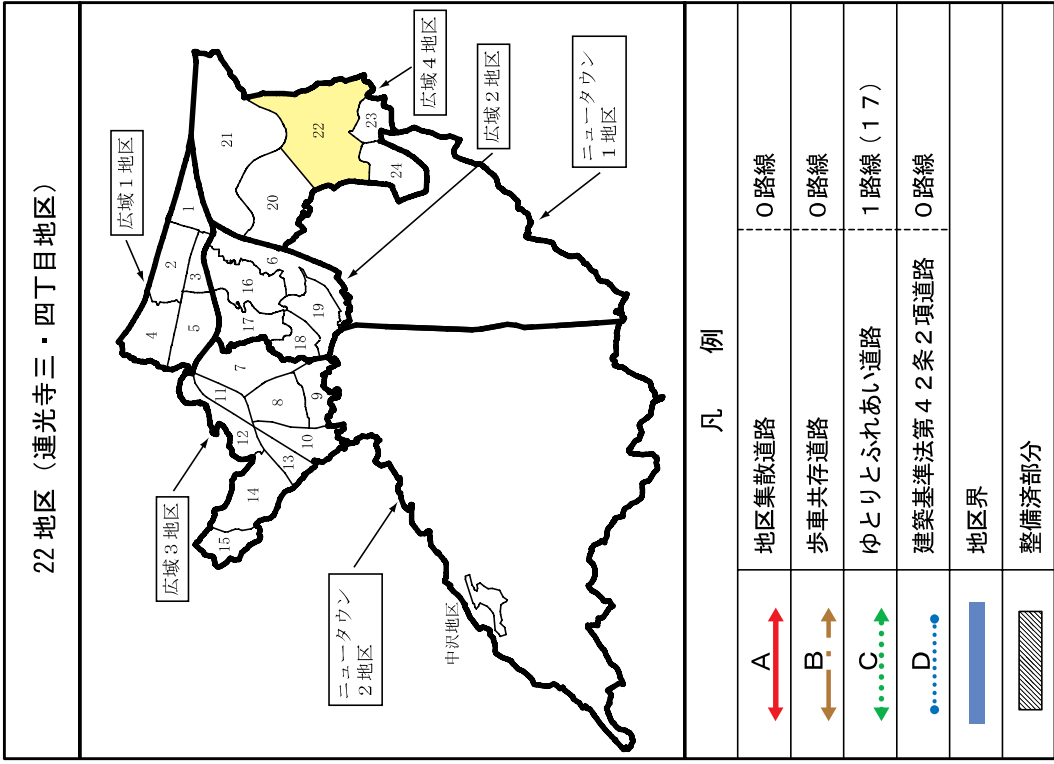 22 地区（連光寺三・四丁目地区）
広域１地区
広域２地区
広域３地区
広域４地区
ニュータウン
１地区
ニュータウン
２地区
中沢地区
1
2
3
4
5
6
7
8
9
10
11
12
13
14
15
16
17
18
19
20
21
22
23
24
凡 例
A 地区集散道路 ０路線
B 歩車共存道路 ０路線
C ゆとりとふれあい道路 １路線（１７）
D 建築基準法第４２条２項道路 ０路線
地区界
整備済部分